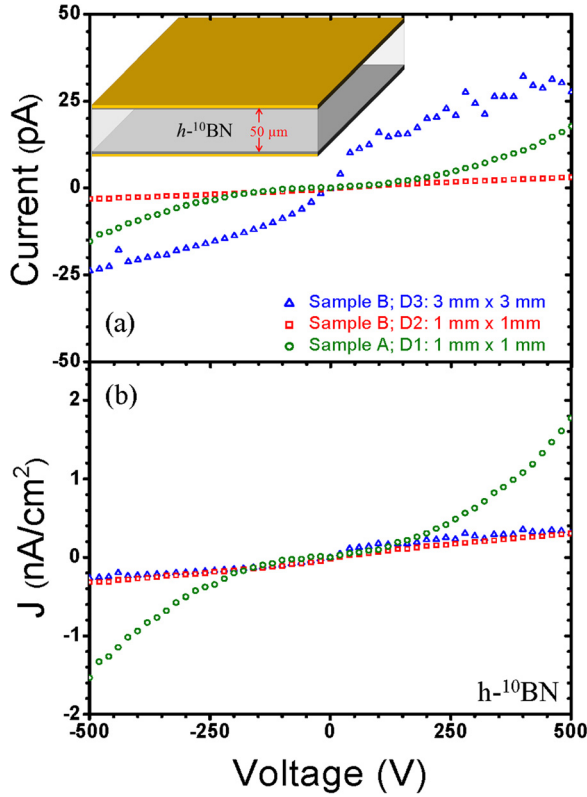 50
25
0
-25
-50
Current (pA)
h-¹⁰BN
50 µm
(a)
Sample B; D3: 3 mm x 3 mm
Sample B; D2: 1 mm x 1mm
Sample A; D1: 1 mm x 1 mm
(b)
2
1
0
-1
-2
J (nA/cm²)
h-¹⁰BN
-500 -250 0 250 500
Voltage (V)